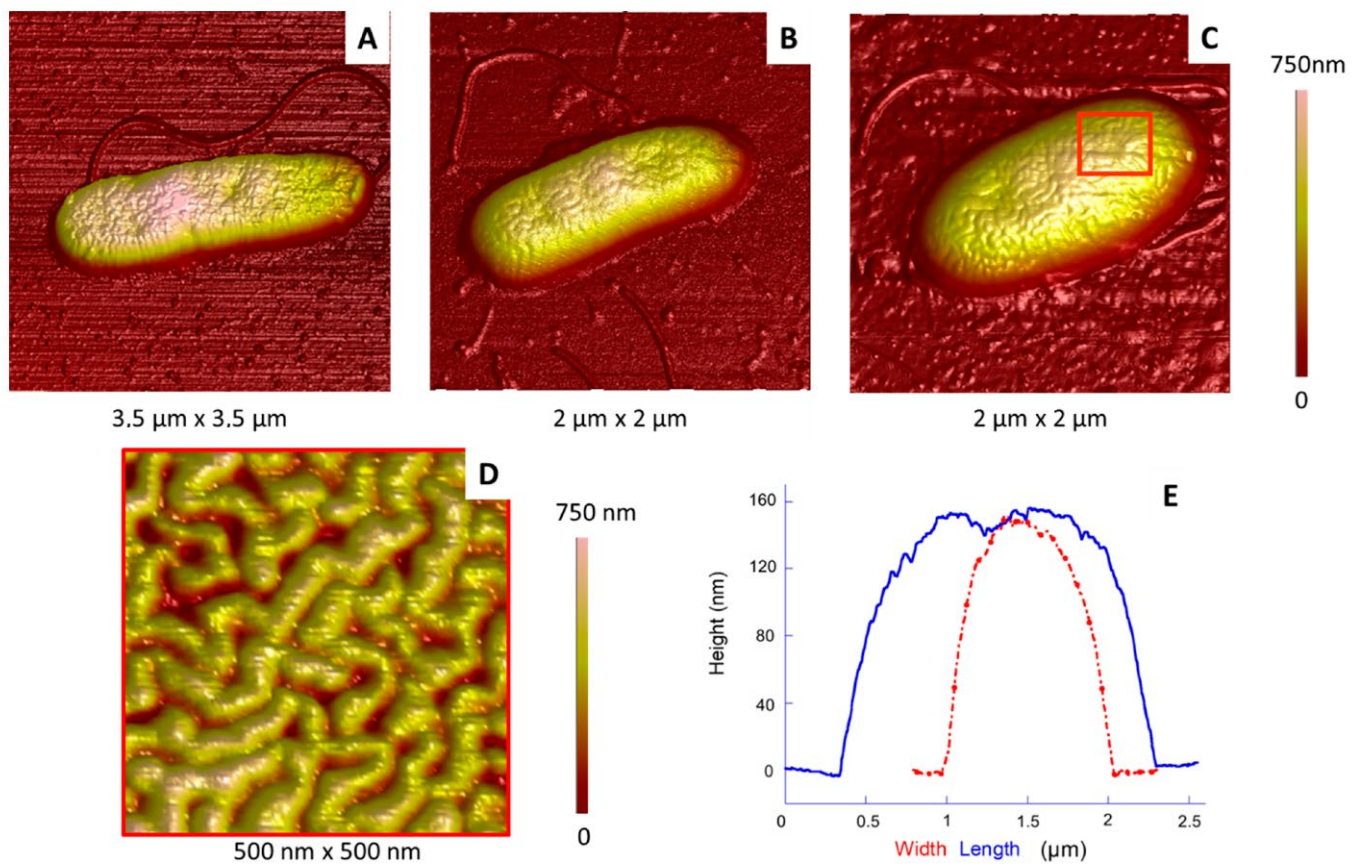 A
B
C
750nm
0
3,5 µm x 3,5 µm
2 µm x 2 µm
2 µm x 2 µm
D
750 nm
0
500 nm x 500 nm
E
Height (nm)
160
120
80
40
0
0 0.5 1 1.5 2 2.5
Width Length (µm)